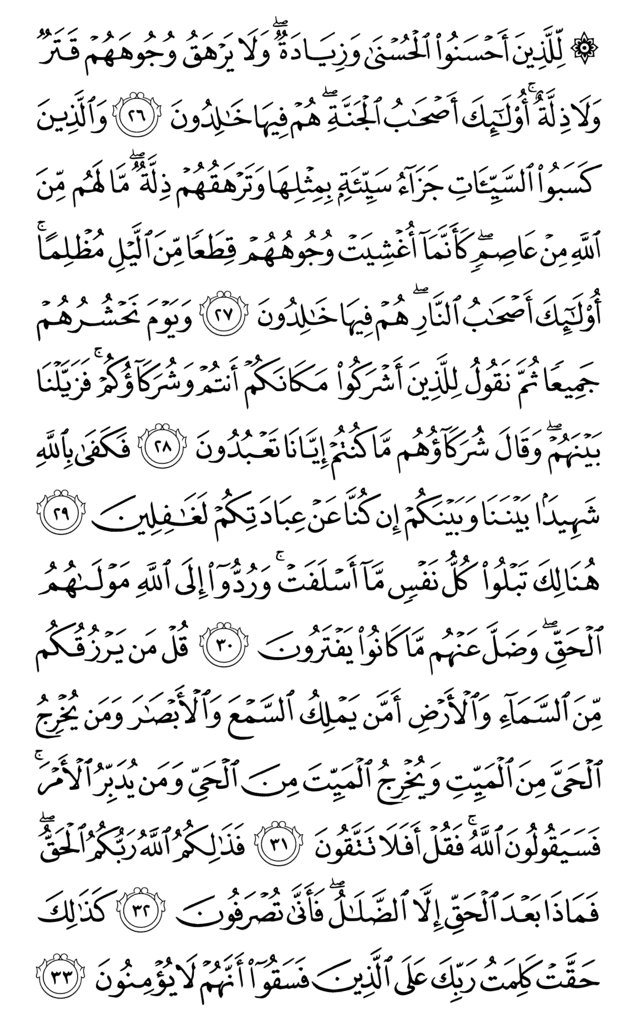 ۞ لِّلَّذِينَ أَحْسَنُوا۟ ٱلْحُسْنَىٰ وَزِيَادَةٌۖ وَلَا يَرْهَقُ وُجُوهَهُمْ قَتَرٌ
وَلَا ذِلَّةٌۚ أُو۟لَـٰٓئِكَ أَصْحَـٰبُ ٱلْجَنَّةِۖ هُمْ فِيهَا خَـٰلِدُونَ ٢٦ وَٱلَّذِينَ
كَسَبُوا۟ ٱلسَّيِّـَٔاتِ جَزَآءُ سَيِّئَةٍۭ بِمِثْلِهَا وَتَرْهَقُهُمْ ذِلَّةٌۖ مَّا لَهُم مِّنَ
ٱللَّهِ مِنْ عَاصِمٍۖ كَأَنَّمَآ أُغْشِيَتْ وُجُوهُهُمْ قِطَعًا مِّنَ ٱلَّيْلِ مُظْلِمًاۚ
أُو۟لَـٰٓئِكَ أَصْحَـٰبُ ٱلنَّارِۖ هُمْ فِيهَا خَـٰلِدُونَ ٢٧ وَيَوْمَ نَحْشُرُهُمْ
جَمِيعًا ثُمَّ نَقُولُ لِلَّذِينَ أَشْرَكُوا۟ مَكَانَكُمْ أَنتُمْ وَشُرَكَآؤُكُمْۚ فَزَيَّلْنَا
بَيْنَهُمْۖ وَقَالَ شُرَكَآؤُهُم مَّا كُنتُمْ إِيَّانَا تَعْبُدُونَ ٢٨ فَكَفَىٰ بِٱللَّهِ
شَهِيدًۢا بَيْنَنَا وَبَيْنَكُمْ إِن كُنَّا عَنْ عِبَادَتِكُمْ لَغَـٰفِلِينَ ٢٩
هُنَالِكَ تَبْلُوا۟ كُلُّ نَفْسٍ مَّآ أَسْلَفَتْۚ وَرُدُّوٓا۟ إِلَى ٱللَّهِ مَوْلَىٰهُمُ
ٱلْحَقِّۖ وَضَلَّ عَنْهُم مَّا كَانُوا۟ يَفْتَرُونَ ٣٠ قُلْ مَن يَرْزُقُكُم
مِّنَ ٱلسَّمَآءِ وَٱلْأَرْضِ أَمَّن يَمْلِكُ ٱلسَّمْعَ وَٱلْأَبْصَـٰرَ وَمَن يُخْرِجُ
ٱلْحَىَّ مِنَ ٱلْمَيِّتِ وَيُخْرِجُ ٱلْمَيِّتَ مِنَ ٱلْحَىِّ وَمَن يُدَبِّرُ ٱلْأَمْرَۚ
فَسَيَقُولُونَ ٱللَّهُۚ فَقُلْ أَفَلَا تَتَّقُونَ ٣١ فَذَٰلِكُمُ ٱللَّهُ رَبُّكُمُ ٱلْحَقُّۖ
فَمَاذَا بَعْدَ ٱلْحَقِّ إِلَّا ٱلضَّلَـٰلُۖ فَأَنَّىٰ تُصْرَفُونَ ٣٢ كَذَٰلِكَ
حَقَّتْ كَلِمَتُ رَبِّكَ عَلَى ٱلَّذِينَ فَسَقُوٓا۟ أَنَّهُمْ لَا يُؤْمِنُونَ ٣٣